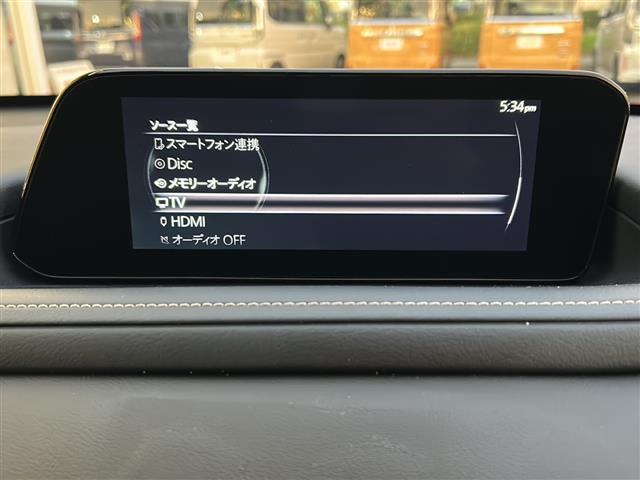 5:34pm
ソース一覧
スマートフォン連携
Disc
メモリーオーディオ
TV
HDMI
オーディオ OFF